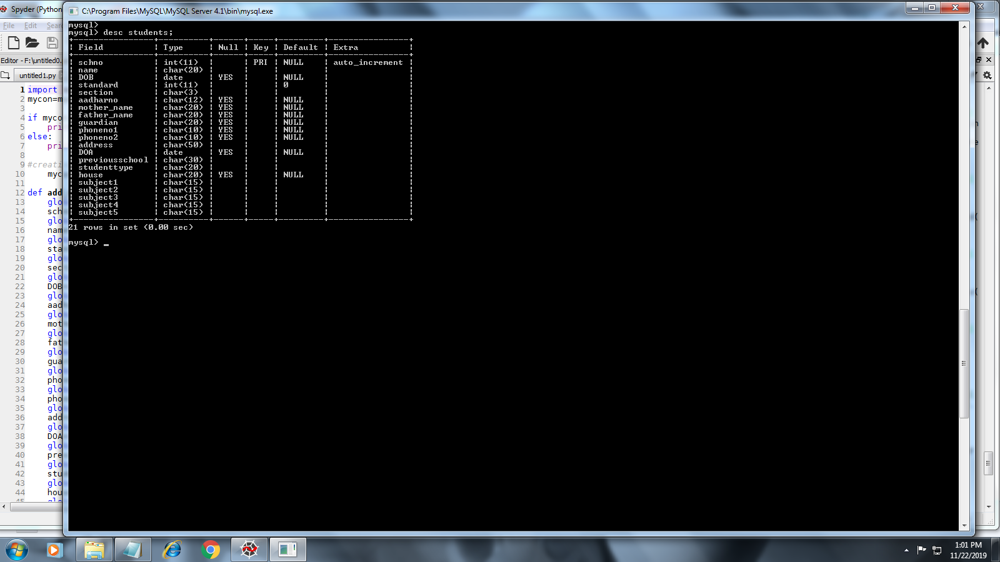 Spyder (Python
C:\Program Files\MySQL\MySQL Server 4.1\bin\mysql.exe
File Edit Sear
Editor - F:\untitled0.
untitled1.py
1 import
2 mycon=m
3
4 if myco
5 pri
6 else:
7 pri
8
9 #creati
10 myc
11
12 def add
13 glo
14 sch
15 glo
16 nam
17 glo
18 sta
19 glo
20 sec
21 glo
22 DOB
23 glo
24 aad
25 glo
26 mot
27 glo
28 fat
29 glo
30 gua
31 glo
32 pho
33 glo
34 pho
35 glo
36 add
37 glo
38 DOA
39 glo
40 pre
41 glo
42 stu
43 glo
44 hou
45 glo
mysql>
mysql> desc students;
+----------------+----------+------+-----+---------+----------------+
| Field | Type | Null | Key | Default | Extra |
+----------------+----------+------+-----+---------+----------------+
| schno | int(11) | | PRI | NULL | auto_increment |
| name | char(20) | | | | |
| DOB | date | YES | | NULL | |
| standard | int(11) | | | 0 | |
| section | char(3) | | | | |
| aadharno | char(12) | YES | | NULL | |
| mother_name | char(20) | YES | | NULL | |
| father_name | char(20) | YES | | NULL | |
| guardian | char(20) | YES | | NULL | |
| phoneno1 | char(10) | YES | | NULL | |
| phoneno2 | char(10) | YES | | NULL | |
| address | char(50) | | | | |
| DOA | date | YES | | NULL | |
| previousschool | char(30) | | | | |
| studenttype | char(20) | | | | |
| house | char(20) | YES | | NULL | |
| subject1 | char(15) | | | | |
| subject2 | char(15) | | | | |
| subject3 | char(15) | | | | |
| subject4 | char(15) | | | | |
| subject5 | char(15) | | | | |
+----------------+----------+------+-----+---------+----------------+
21 rows in set (0.00 sec)
mysql> _
1:01 PM
11/22/2019